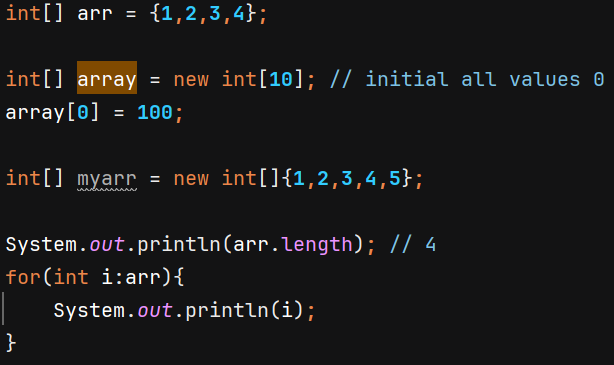 int[] arr = {1,2,3,4};
int[] array = new int[10]; // initial all values 0
array[0] = 100;
int[] myarr = new int[]{1,2,3,4,5};
System.out.println(arr.length); // 4
for(int i:arr){
    System.out.println(i);
}